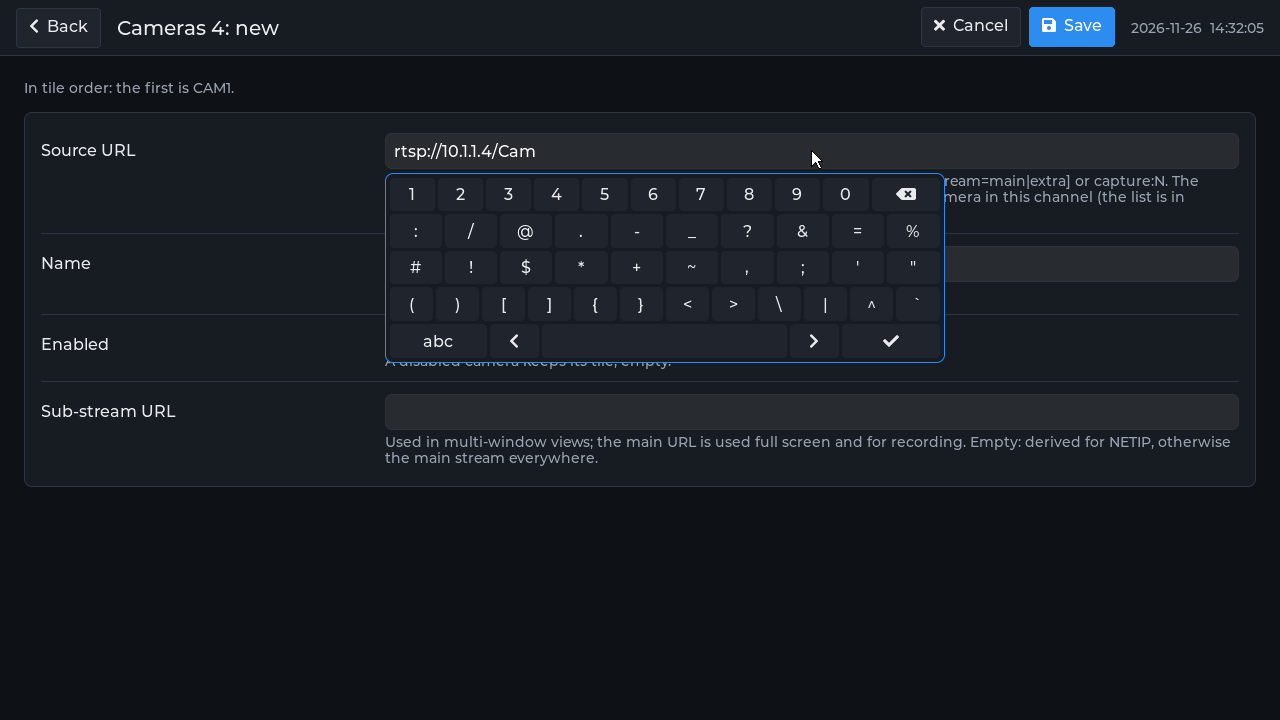 Back
Cameras 4: new
Cancel
Save
2026-11-26 14:32:05
In tile order: the first is CAM1.
Source URL
rtsp://10.1.1.4/Cam
ream=main|extra] or capture:N. The
mera in this channel (the list is in
1 2 3 4 5 6 7 8 9 0
: / @ . - _ ? & = %
# ! $ * + ~ , ; ' "
( ) [ ] { } < > \ | ^ `
abc
Name
Enabled
A disabled camera keeps its tile, empty.
Sub-stream URL
Used in multi-window views; the main URL is used full screen and for recording. Empty: derived for NETIP, otherwise
the main stream everywhere.